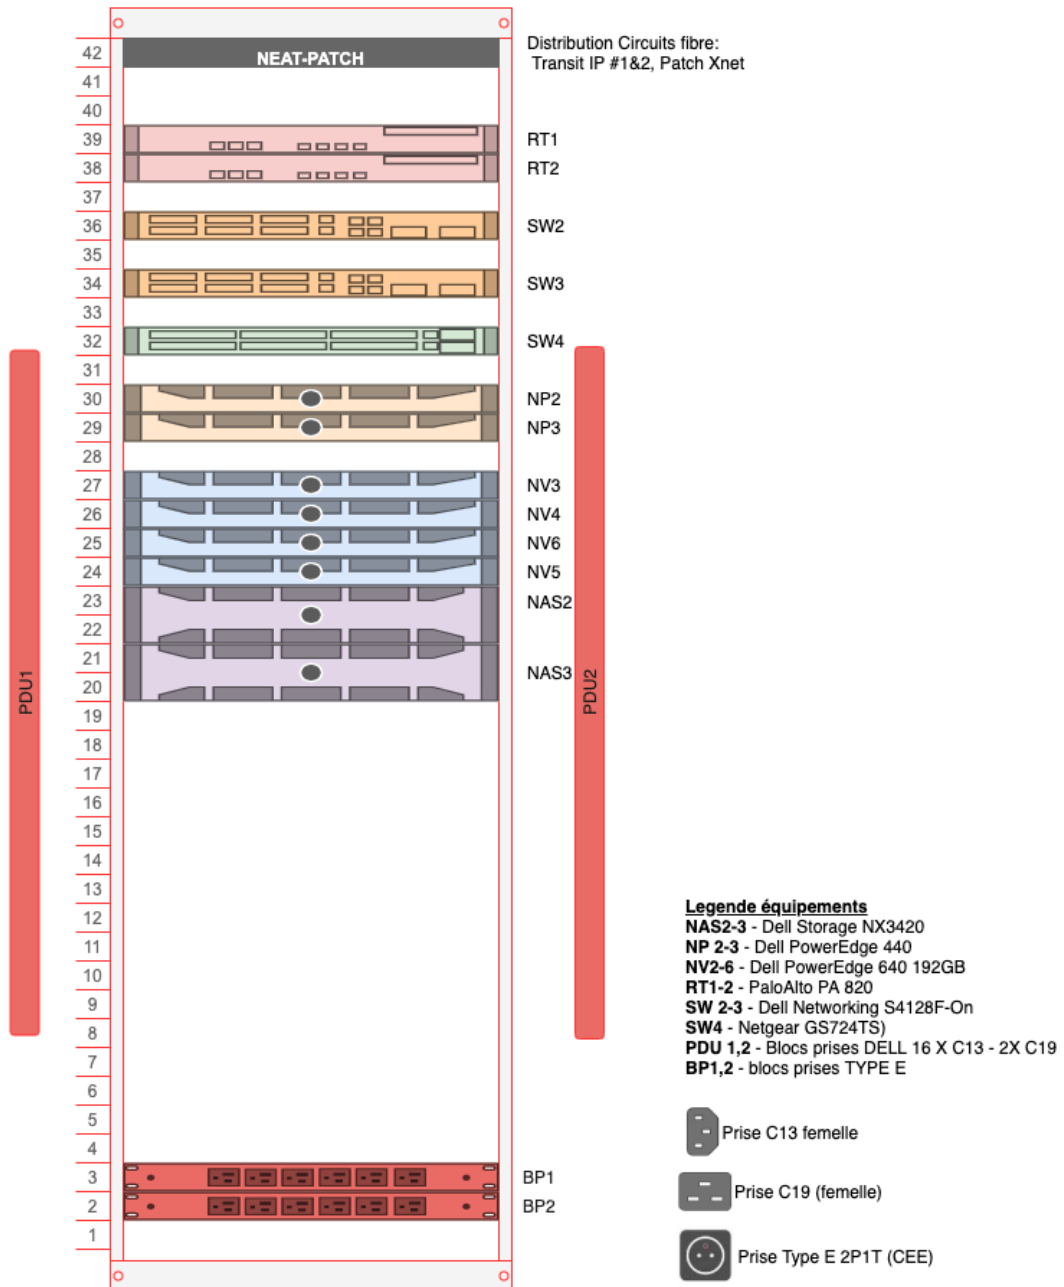 Distribution Circuits fibre:
Transit IP #1&2, Patch Xnet
42
NEAT-PATCH
41
40
39
RT1
38
RT2
37
36
SW2
35
34
SW3
33
32
SW4
31
30
NP2
29
NP3
28
27
NV3
26
NV4
25
NV6
24
NV5
23
NAS2
22
21
NAS3
20
PDU1
PDU2
19
18
17
16
15
14
13
12
11
10
9
8
7
6
5
4
3
BP1
2
BP2
1
Legende équipements
NAS2-3 - Dell Storage NX3420
NP 2-3 - Dell PowerEdge 440
NV2-6 - Dell PowerEdge 640 192GB
RT1-2 - PaloAlto PA 820
SW 2-3 - Dell Networking S4128F-On
SW4 - Netgear GS724TS)
PDU 1,2 - Blocs prises DELL 16 X C13 - 2X C19
BP1,2 - blocs prises TYPE E
Prise C13 femelle
Prise C19 (femelle)
Prise Type E 2P1T (CEE)